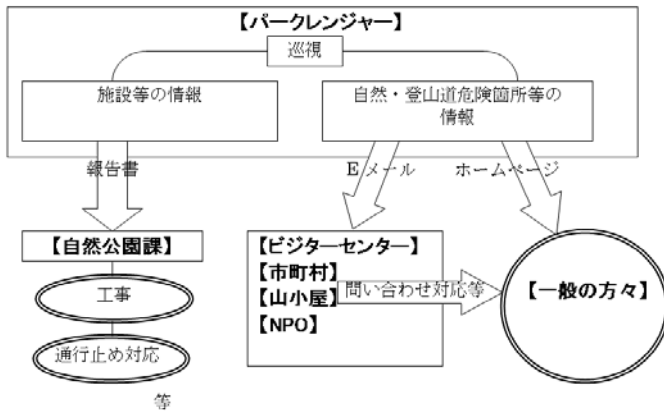 【パークレンジャー】
巡視
施設等の情報
自然・登山道危険箇所等の
情報
報告書
Eメール
ホームページ
【自然公園課】
工事
通行止め対応
等
【ビジターセンター】
【市町村】
【山小屋】
【NPO】
問い合わせ対応等
【一般の方々】